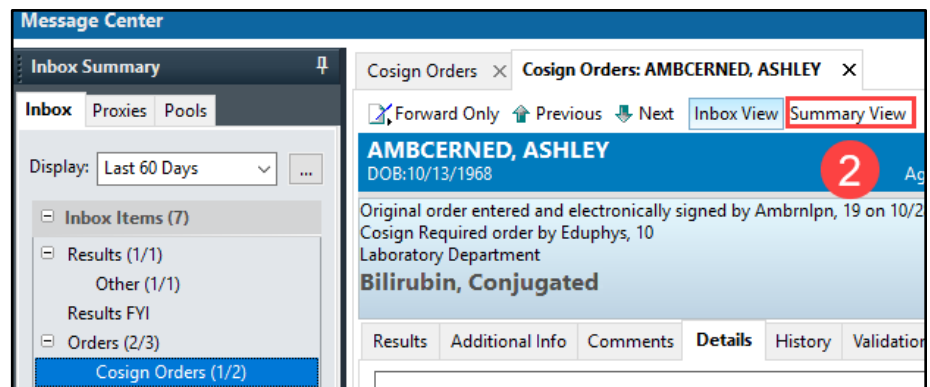 Message Center
Inbox Summary
Inbox Proxies Pools
Display: Last 60 Days ...
Inbox Items (7)
Results (1/1)
Other (1/1)
Results FYI
Orders (2/3)
Cosign Orders (1/2)
Cosign Orders × Cosign Orders: AMBCERNED, ASHLEY ×
Forward Only Previous Next Inbox View Summary View
AMBCERNED, ASHLEY
DOB:10/13/1968 2 Ag
Original order entered and electronically signed by Ambrnlpn, 19 on 10/2
Cosign Required order by Eduphys, 10
Laboratory Department
Bilirubin, Conjugated
Results Additional Info Comments Details History Validation